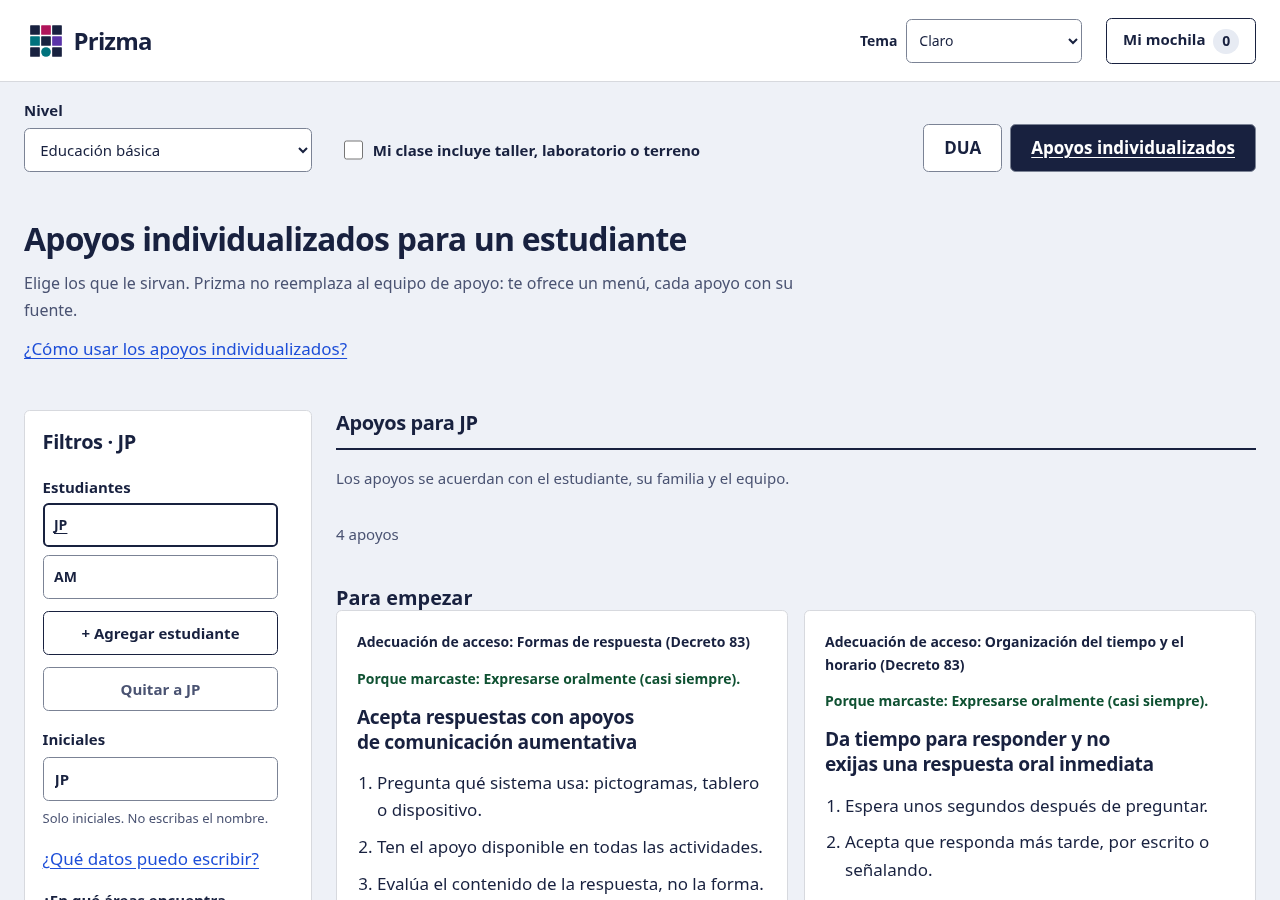 Prizma
Tema
Claro
Mi mochila 0
Nivel
Educación básica
Mi clase incluye taller, laboratorio o terreno
DUA
Apoyos individualizados
Apoyos individualizados para un estudiante
Elige los que le sirvan. Prizma no reemplaza al equipo de apoyo: te ofrece un menú, cada apoyo con su
fuente.
¿Cómo usar los apoyos individualizados?
Filtros · JP
Estudiantes
JP
AM
+ Agregar estudiante
Quitar a JP
Iniciales
JP
Solo iniciales. No escribas el nombre.
¿Qué datos puedo escribir?
¿En qué áreas encuentra
Apoyos para JP
Los apoyos se acuerdan con el estudiante, su familia y el equipo.
4 apoyos
Para empezar
Adecuación de acceso: Formas de respuesta (Decreto 83)
Porque marcaste: Expresarse oralmente (casi siempre).
Acepta respuestas con apoyos
de comunicación aumentativa
1. Pregunta qué sistema usa: pictogramas, tablero
o dispositivo.
2. Ten el apoyo disponible en todas las actividades.
3. Evalúa el contenido de la respuesta, no la forma.
Adecuación de acceso: Organización del tiempo y el
horario (Decreto 83)
Porque marcaste: Expresarse oralmente (casi siempre).
Da tiempo para responder y no
exijas una respuesta oral inmediata
1. Espera unos segundos después de preguntar.
2. Acepta que responda más tarde, por escrito o
señalando.